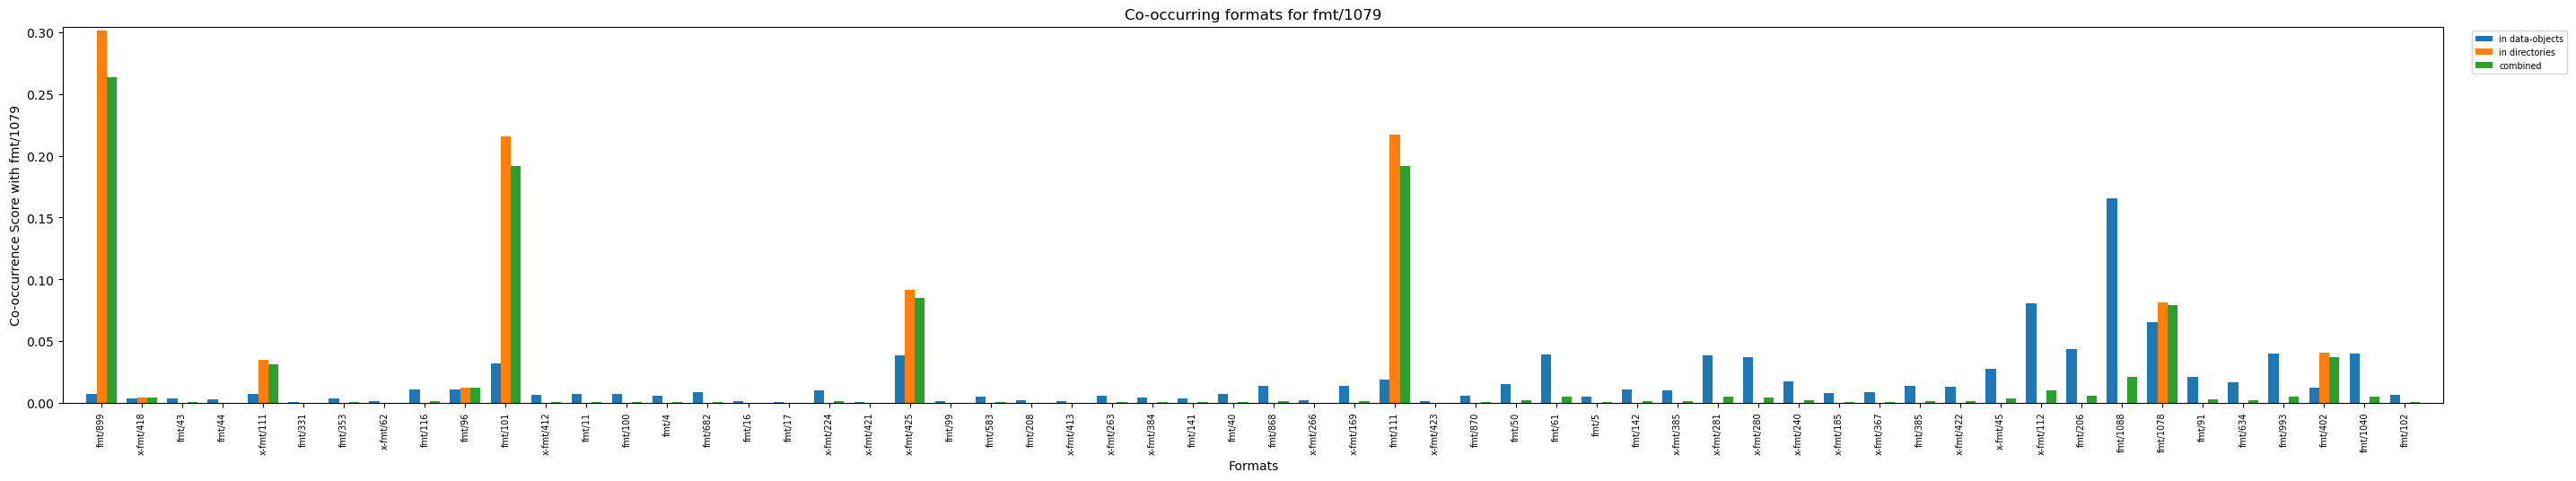 Co-occurring formats for fmt/1079
in data-objects
in directories
combined
Co-occurrence Score with fmt/1079
0.30
0.25
0.20
0.15
0.10
0.05
0.00
fmt/899
x-fmt/418
fmt/43
fmt/44
x-fmt/111
fmt/331
fmt/353
x-fmt/62
fmt/116
fmt/96
fmt/101
x-fmt/412
fmt/11
fmt/100
fmt/4
fmt/682
fmt/16
fmt/17
x-fmt/224
x-fmt/421
x-fmt/425
fmt/99
fmt/583
fmt/208
x-fmt/413
x-fmt/263
x-fmt/384
fmt/141
fmt/40
fmt/868
x-fmt/266
x-fmt/169
fmt/111
x-fmt/423
fmt/870
fmt/50
fmt/61
fmt/5
fmt/142
x-fmt/385
x-fmt/281
x-fmt/280
x-fmt/240
x-fmt/185
x-fmt/367
fmt/385
x-fmt/422
x-fmt/45
x-fmt/112
fmt/206
fmt/1088
fmt/1078
fmt/91
fmt/634
fmt/993
fmt/402
fmt/1040
fmt/102
Formats